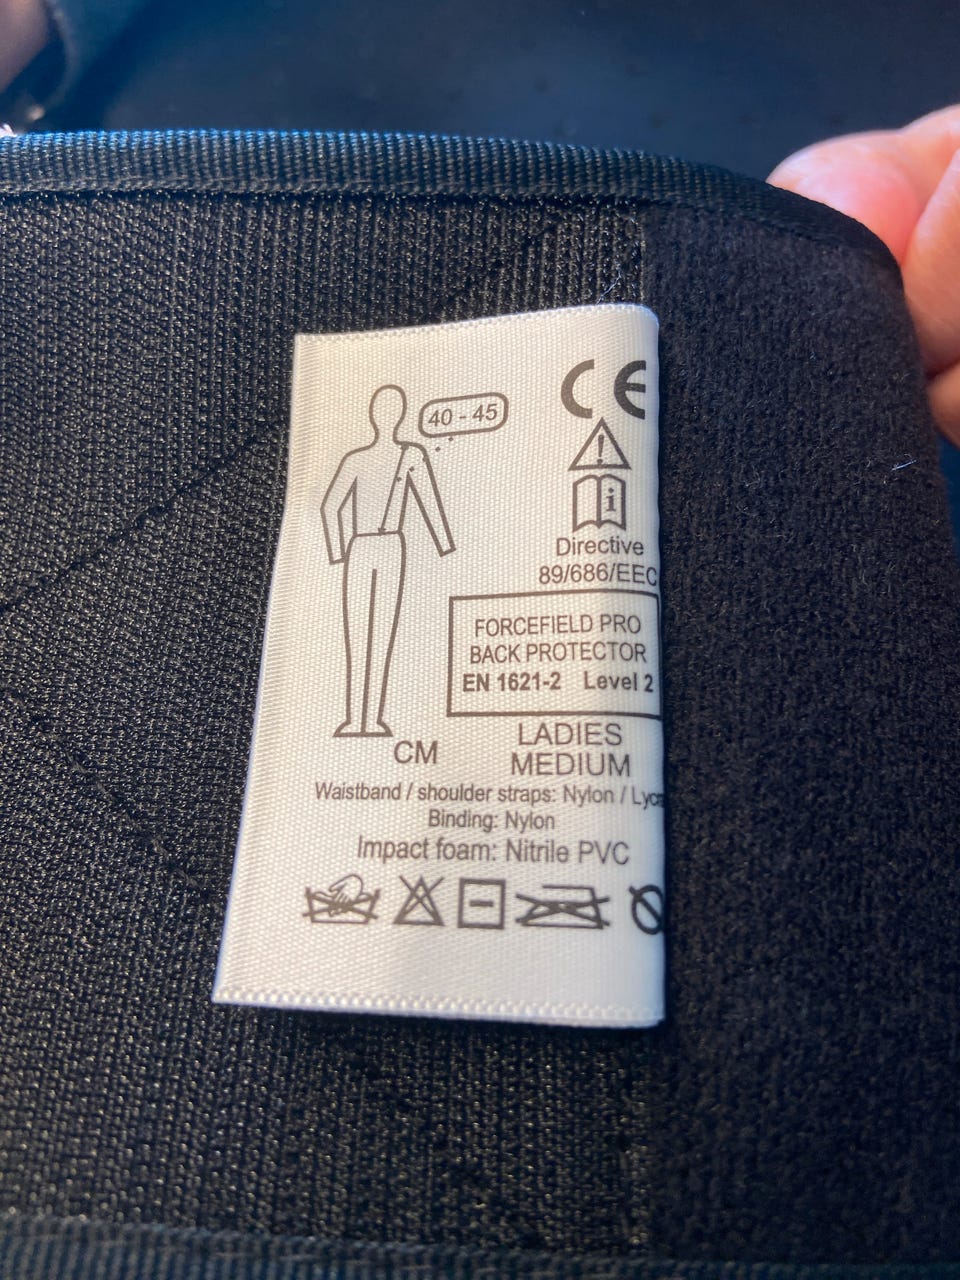 40 - 45
CE
Directive
89/686/EEC
FORCEFIELD PRO
BACK PROTECTOR
EN 1621-2 Level 2
LADIES
MEDIUM
CM
Waistband / shoulder straps: Nylon /
Binding: Nylon
Impact foam: Nitrile PVC